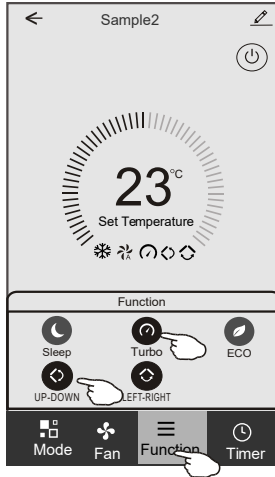 Sample2
23°C
Set Temperature
A
Function
Sleep Turbo ECO
UP-DOWN LEFT-RIGHT
Mode Fan Function Timer